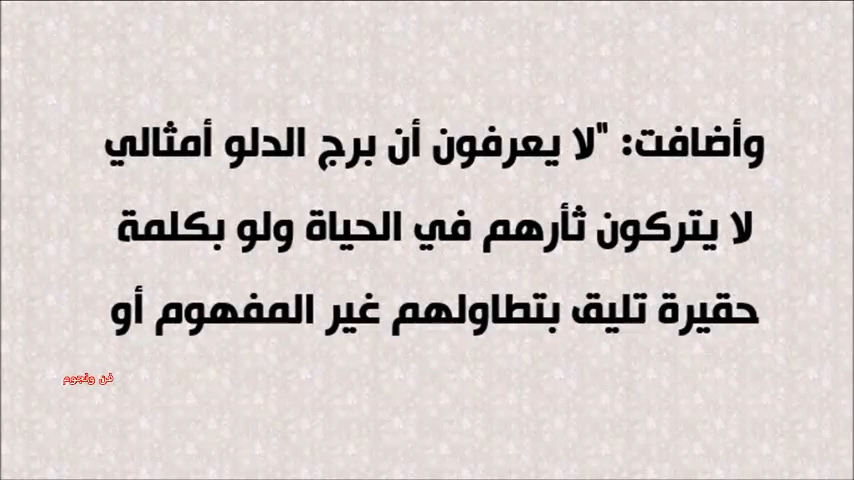 وأضافت: "لا يعرفون أن برج الدلو أمثالي
لا يتركون ثأرهم في الحياة ولو بكلمة
حقيرة تليق بتطاولهم غير المفهوم أو
فن ونجوم